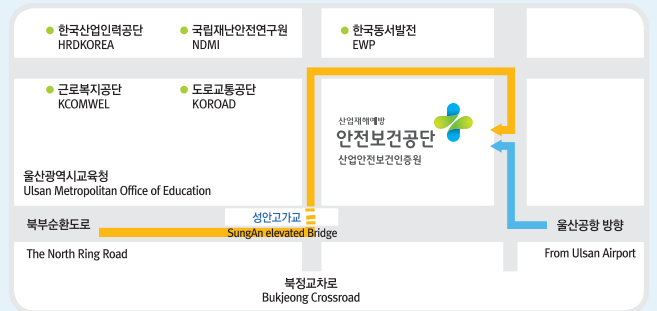 한국산업인력공단
HRDKOREA
국립재난안전연구원
NDMI
한국동서발전
EWP
근로복지공단
KCOMWEL
도로교통공단
KOROAD
산업재해예방
안전보건공단
산업안전보건인증원
울산광역시교육청
Ulsan Metropolitan Office of Education
북부순환도로
The North Ring Road
성안고가교
SungAn elevated Bridge
울산공항 방향
From Ulsan Airport
북정교차로
Bukjeong Crossroad